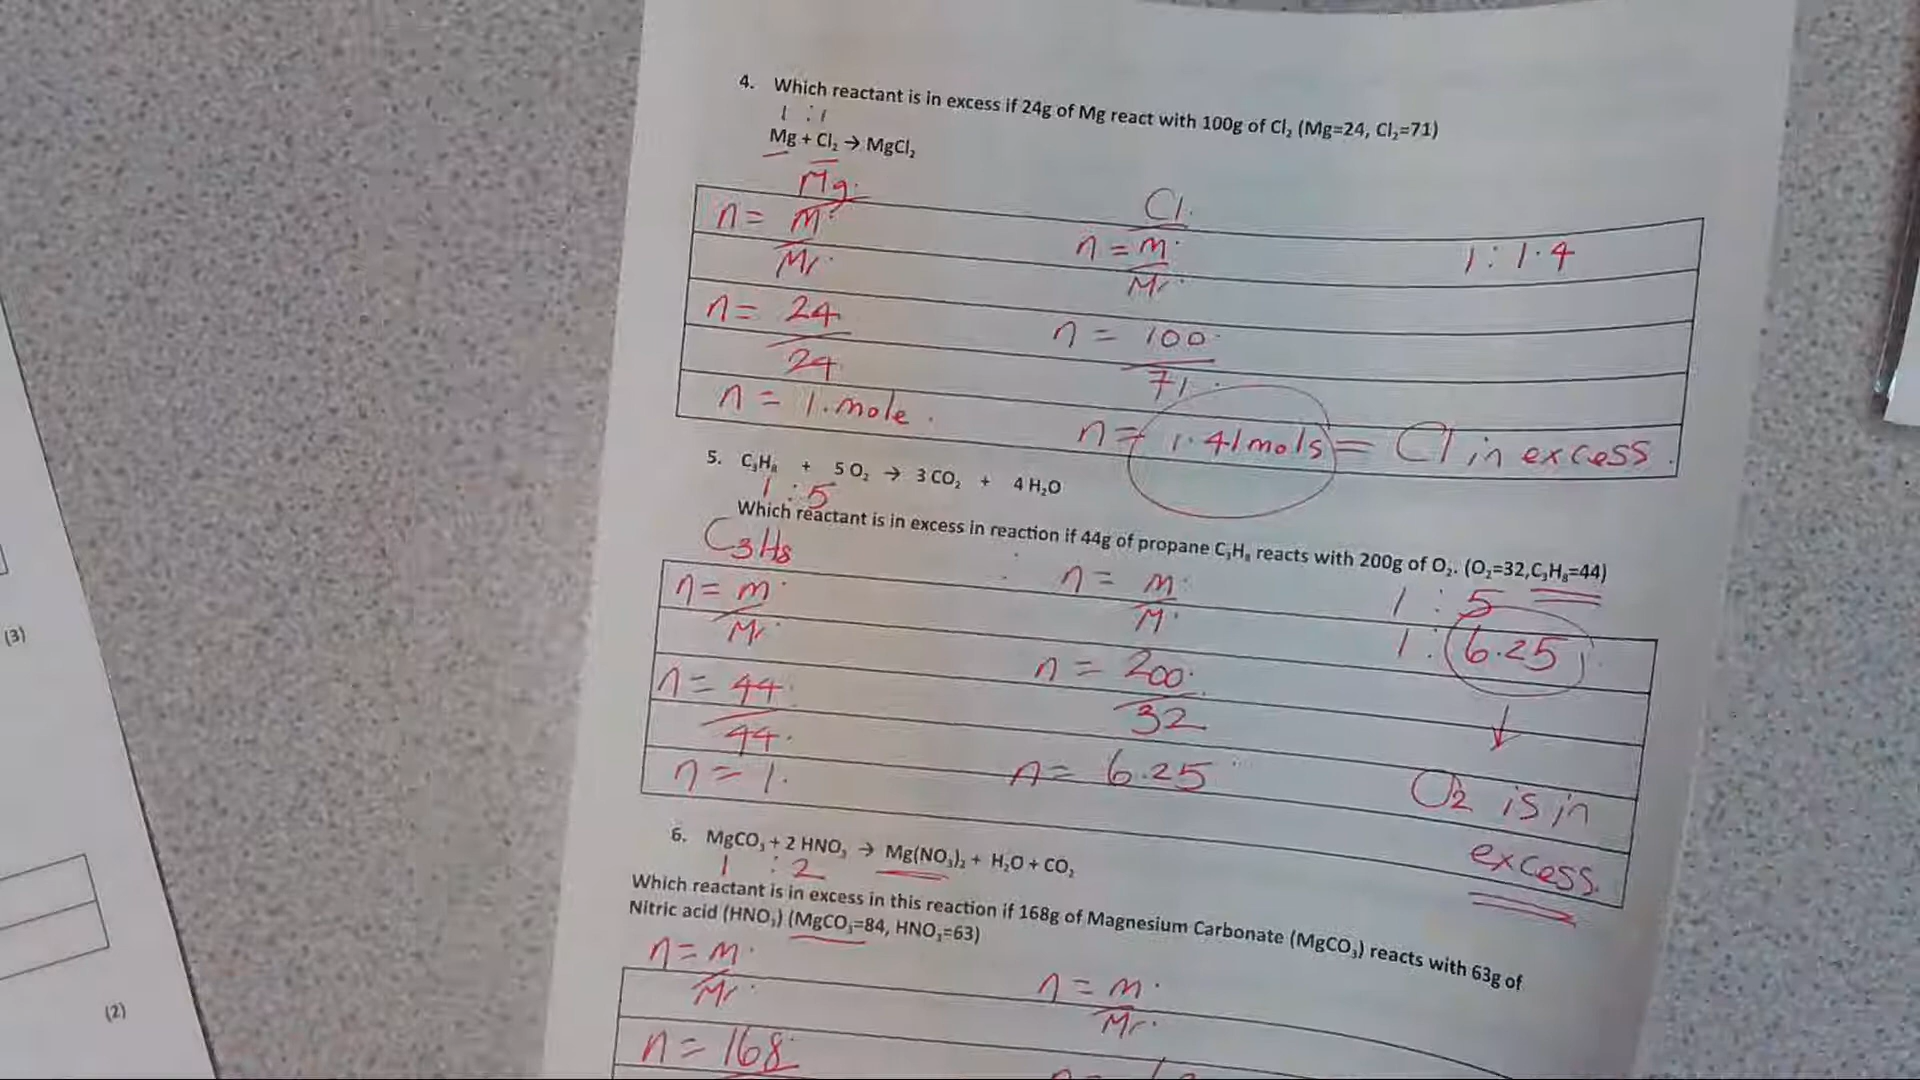 4. Which reactant is in excess if 24g of Mg react with 100g of Cl₂ (Mg=24, Cl₂=71)
1 : 1
Mg + Cl₂ → MgCl₂
Mg
Cl
n = m
Mr
n = m
Mr
1 : 1.4
n = 24
24
n = 100
71
n = 1.mole.
n = 1.41mols = Cl in excess.
5. C₃H₈ + 5 O₂ → 3 CO₂ + 4 H₂O
1 : 5
Which reactant is in excess in reaction if 44g of propane C₃H₈ reacts with 200g of O₂. (O₂=32,C₃H₈=44)
C₃H₈
n = m
Mr
n = m
M
1 : 5
1 : 6.25
n = 44
44
n = 200
32
n = 1.
n = 6.25
O₂ is in
excess.
6. MgCO₃ + 2 HNO₃ → Mg(NO₃)₂ + H₂O + CO₂
1 : 2
Which reactant is in excess in this reaction if 168g of Magnesium Carbonate (MgCO₃) reacts with 63g of
Nitric acid (HNO₃) (MgCO₃=84, HNO₃=63)
n = m
Mr
n = m
Mr
n = 168
(3)
(2)